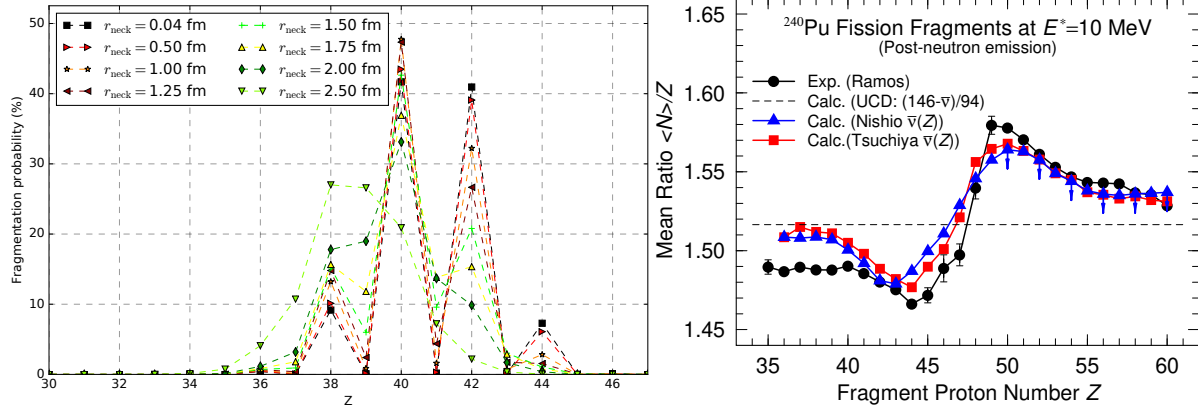 r_neck = 0.04 fm
r_neck = 0.50 fm
r_neck = 1.00 fm
r_neck = 1.25 fm
r_neck = 1.50 fm
r_neck = 1.75 fm
r_neck = 2.00 fm
r_neck = 2.50 fm
Fragmentation probability (%)
50
40
30
20
10
0
30 32 34 36 38 40 42 44 46
Z
²⁴⁰Pu Fission Fragments at E*=10 MeV
(Post-neutron emission)
Exp. (Ramos)
Calc. (UCD: (146-ν̅)/94)
Calc. (Nishio ν̅(Z))
Calc.(Tsuchiya ν̅(Z))
Mean Ratio <N>/Z
1.65
1.60
1.55
1.50
1.45
35 40 45 50 55 60
Fragment Proton Number Z